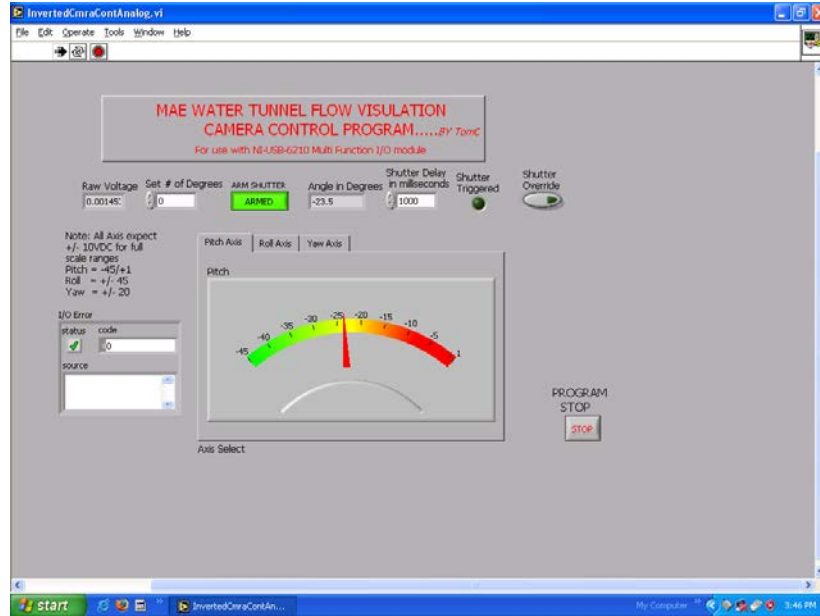 InvertedCmraContAnalog.vi
File Edit Operate Tools Window Help
MAE WATER TUNNEL FLOW VISULATION
CAMERA CONTROL PROGRAM.....BY TomC
For use with NI-USB-6210 Multi Function I/O module
Raw Voltage
0.00145
Set # of Degrees
0
ARM SHUTTER
ARMED
Angle in Degrees
-23.5
Shutter Delay
in miliseconds
1000
Shutter
Triggered
Shutter
Override
Note: All Axis expect
+/- 10VDC for full
scale ranges
Pitch = -45/+1
Roll = +/- 45
Yaw = +/- 20
Pitch Axis Roll Axis Yaw Axis
Pitch
-45 -40 -35 -30 -25 -20 -15 -10 -5 1
I/O Error
status code
0
source
Axis Select
PROGRAM
STOP
STOP
start
InvertedCmraContAn...
My Computer
3:46 PM